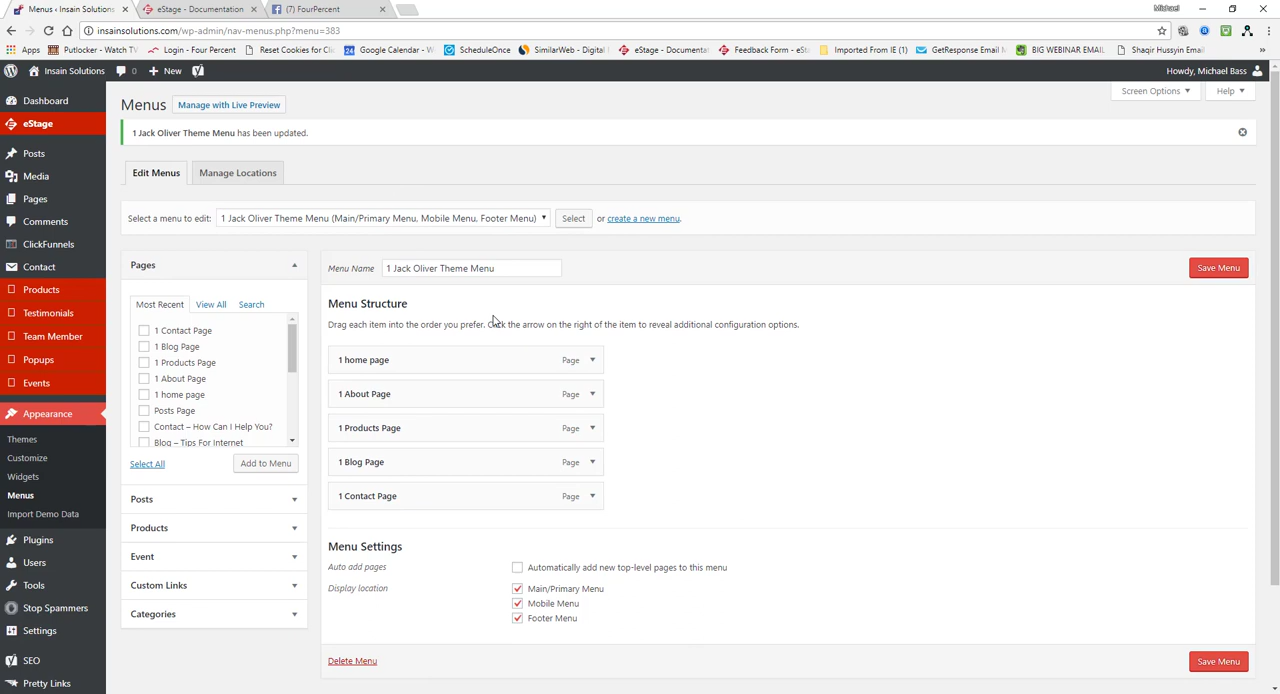 Menus ‹ Insain Solutions
eStage - Documentation
(7) FourPercent
Michael
insainsolutions.com/wp-admin/nav-menus.php?menu=383
Apps
Putlocker - Watch TV
Login - Four Percent
Reset Cookies for Cli
Google Calendar - W
ScheduleOnce
SimilarWeb - Digital
eStage - Documenta
Feedback Form - eSt
Imported From IE (1)
GetResponse Email M
BIG WEBINAR EMAIL
Shaqir Hussyin Email
»
Insain Solutions
0
New
Howdy, Michael Bass
Dashboard
eStage
Posts
Media
Pages
Comments
ClickFunnels
Contact
Products
Testimonials
Team Member
Popups
Events
Appearance
Themes
Customize
Widgets
Menus
Import Demo Data
Plugins
Users
Tools
Stop Spammers
Settings
SEO
Pretty Links
Screen Options
Help
Menus
Manage with Live Preview
1 Jack Oliver Theme Menu has been updated.
Edit Menus
Manage Locations
Select a menu to edit:
1 Jack Oliver Theme Menu (Main/Primary Menu, Mobile Menu, Footer Menu)
Select
or create a new menu.
Pages
Most Recent
View All
Search
1 Contact Page
1 Blog Page
1 Products Page
1 About Page
1 home page
Posts Page
Contact – How Can I Help You?
Blog – Tips For Internet
Select All
Add to Menu
Posts
Products
Event
Custom Links
Categories
Menu Name
1 Jack Oliver Theme Menu
Save Menu
Menu Structure
Drag each item into the order you prefer. Click the arrow on the right of the item to reveal additional configuration options.
1 home page
Page
1 About Page
Page
1 Products Page
Page
1 Blog Page
Page
1 Contact Page
Page
Menu Settings
Auto add pages
Automatically add new top-level pages to this menu
Display location
Main/Primary Menu
Mobile Menu
Footer Menu
Delete Menu
Save Menu